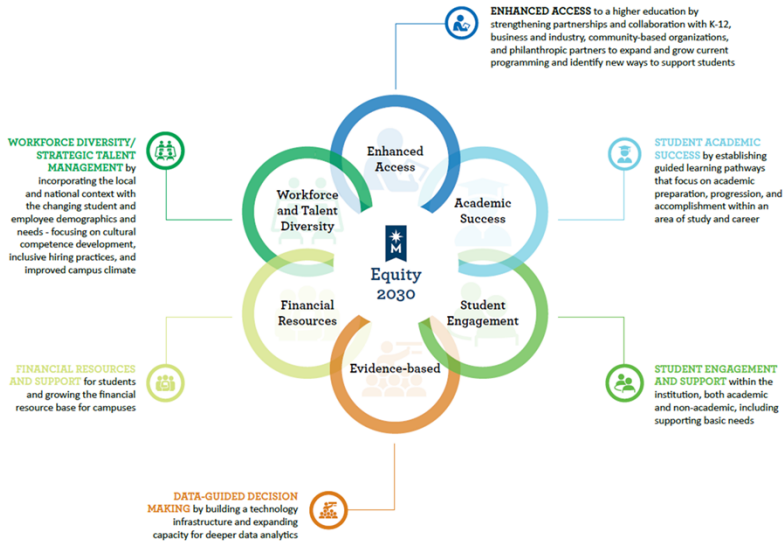 ENHANCED ACCESS to a higher education by
strengthening partnerships and collaboration with K-12,
business and industry, community-based organizations,
and philanthropic partners to expand and grow current
programming and identify new ways to support students
WORKFORCE DIVERSITY/
STRATEGIC TALENT
MANAGEMENT by
incorporating the local
and national context with
the changing student and
employee demographics and
needs - focusing on cultural
competence development,
inclusive hiring practices, and
improved campus climate
Enhanced
Access
STUDENT ACADEMIC
SUCCESS by establishing
guided learning pathways
that focus on academic
preparation, progression, and
accomplishment within an
area of study and career
Workforce
and Talent
Diversity
Academic
Success
M
Equity
2030
Financial
Resources
Student
Engagement
Evidence-based
FINANCIAL RESOURCES
AND SUPPORT for students
and growing the financial
resource base for campuses
STUDENT ENGAGEMENT
AND SUPPORT within the
institution, both academic
and non-academic, including
supporting basic needs
DATA-GUIDED DECISION
MAKING by building a technology
infrastructure and expanding
capacity for deeper data analytics